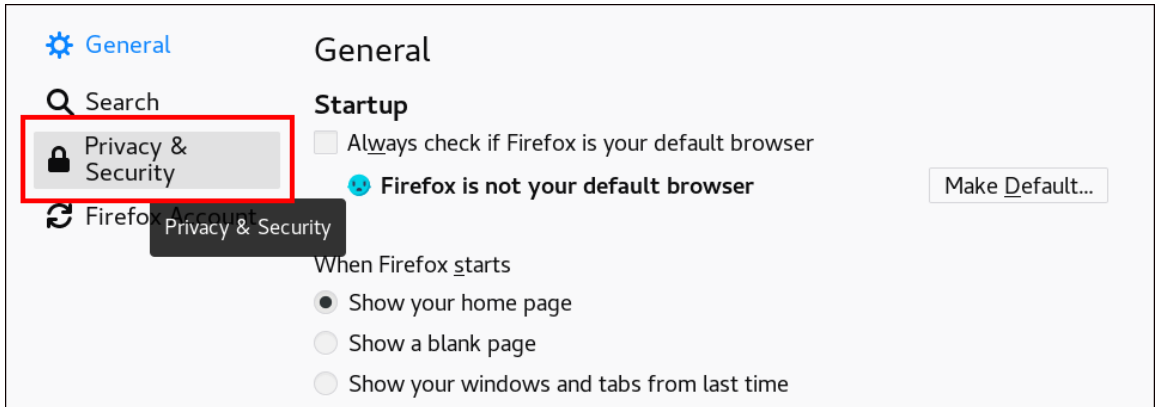 General
Search
Privacy &
Security
Firefox Account
Privacy & Security
General
Startup
Always check if Firefox is your default browser
Firefox is not your default browser
Make Default...
When Firefox starts
Show your home page
Show a blank page
Show your windows and tabs from last time